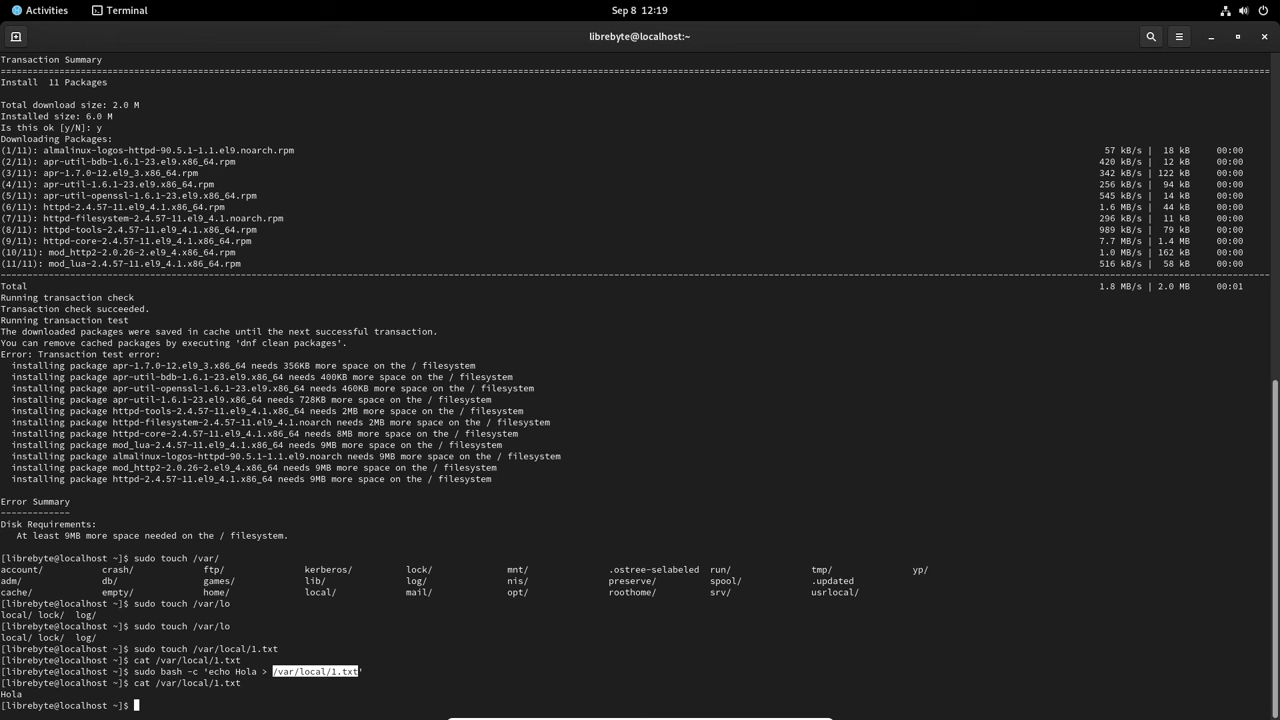 Activities Terminal Sep 8 12:19
librebyte@localhost:~
Transaction Summary
================================================================================
Install  11 Packages
Total download size: 2.0 M
Installed size: 6.0 M
Is this ok [y/N]: y
Downloading Packages:
(1/11): almalinux-logos-httpd-90.5.1-1.1.el9.noarch.rpm 57 kB/s | 18 kB 00:00
(2/11): apr-util-bdb-1.6.1-23.el9.x86_64.rpm 420 kB/s | 12 kB 00:00
(3/11): apr-1.7.0-12.el9_3.x86_64.rpm 342 kB/s | 122 kB 00:00
(4/11): apr-util-1.6.1-23.el9.x86_64.rpm 256 kB/s | 94 kB 00:00
(5/11): apr-util-openssl-1.6.1-23.el9.x86_64.rpm 545 kB/s | 14 kB 00:00
(6/11): httpd-2.4.57-11.el9_4.1.x86_64.rpm 1.6 MB/s | 44 kB 00:00
(7/11): httpd-filesystem-2.4.57-11.el9_4.1.noarch.rpm 296 kB/s | 11 kB 00:00
(8/11): httpd-tools-2.4.57-11.el9_4.1.x86_64.rpm 989 kB/s | 79 kB 00:00
(9/11): httpd-core-2.4.57-11.el9_4.1.x86_64.rpm 7.7 MB/s | 1.4 MB 00:00
(10/11): mod_http2-2.0.26-2.el9_4.x86_64.rpm 1.0 MB/s | 162 kB 00:00
(11/11): mod_lua-2.4.57-11.el9_4.1.x86_64.rpm 516 kB/s | 58 kB 00:00
--------------------------------------------------------------------------------
Total 1.8 MB/s | 2.0 MB 00:01
Running transaction check
Transaction check succeeded.
Running transaction test
The downloaded packages were saved in cache until the next successful transaction.
You can remove cached packages by executing 'dnf clean packages'.
Error: Transaction test error:
  installing package apr-1.7.0-12.el9_3.x86_64 needs 356KB more space on the / filesystem
  installing package apr-util-bdb-1.6.1-23.el9.x86_64 needs 400KB more space on the / filesystem
  installing package apr-util-openssl-1.6.1-23.el9.x86_64 needs 460KB more space on the / filesystem
  installing package apr-util-1.6.1-23.el9.x86_64 needs 728KB more space on the / filesystem
  installing package httpd-tools-2.4.57-11.el9_4.1.x86_64 needs 2MB more space on the / filesystem
  installing package httpd-filesystem-2.4.57-11.el9_4.1.noarch needs 2MB more space on the / filesystem
  installing package httpd-core-2.4.57-11.el9_4.1.x86_64 needs 8MB more space on the / filesystem
  installing package mod_lua-2.4.57-11.el9_4.1.x86_64 needs 9MB more space on the / filesystem
  installing package almalinux-logos-httpd-90.5.1-1.1.el9.noarch needs 9MB more space on the / filesystem
  installing package mod_http2-2.0.26-2.el9_4.x86_64 needs 9MB more space on the / filesystem
  installing package httpd-2.4.57-11.el9_4.1.x86_64 needs 9MB more space on the / filesystem
Error Summary
-------------
Disk Requirements:
   At least 9MB more space needed on the / filesystem.
[librebyte@localhost ~]$ sudo touch /var/
account/ crash/ ftp/ kerberos/ lock/ mnt/ .ostree-selabeled run/ tmp/ yp/
adm/ db/ games/ lib/ log/ nis/ preserve/ spool/ .updated
cache/ empty/ home/ local/ mail/ opt/ roothome/ srv/ usrlocal/
[librebyte@localhost ~]$ sudo touch /var/lo
local/ lock/  log/
[librebyte@localhost ~]$ sudo touch /var/lo
local/ lock/  log/
[librebyte@localhost ~]$ sudo touch /var/local/1.txt
[librebyte@localhost ~]$ cat /var/local/1.txt
[librebyte@localhost ~]$ sudo bash -c 'echo Hola > /var/local/1.txt'
[librebyte@localhost ~]$ cat /var/local/1.txt
Hola
[librebyte@localhost ~]$